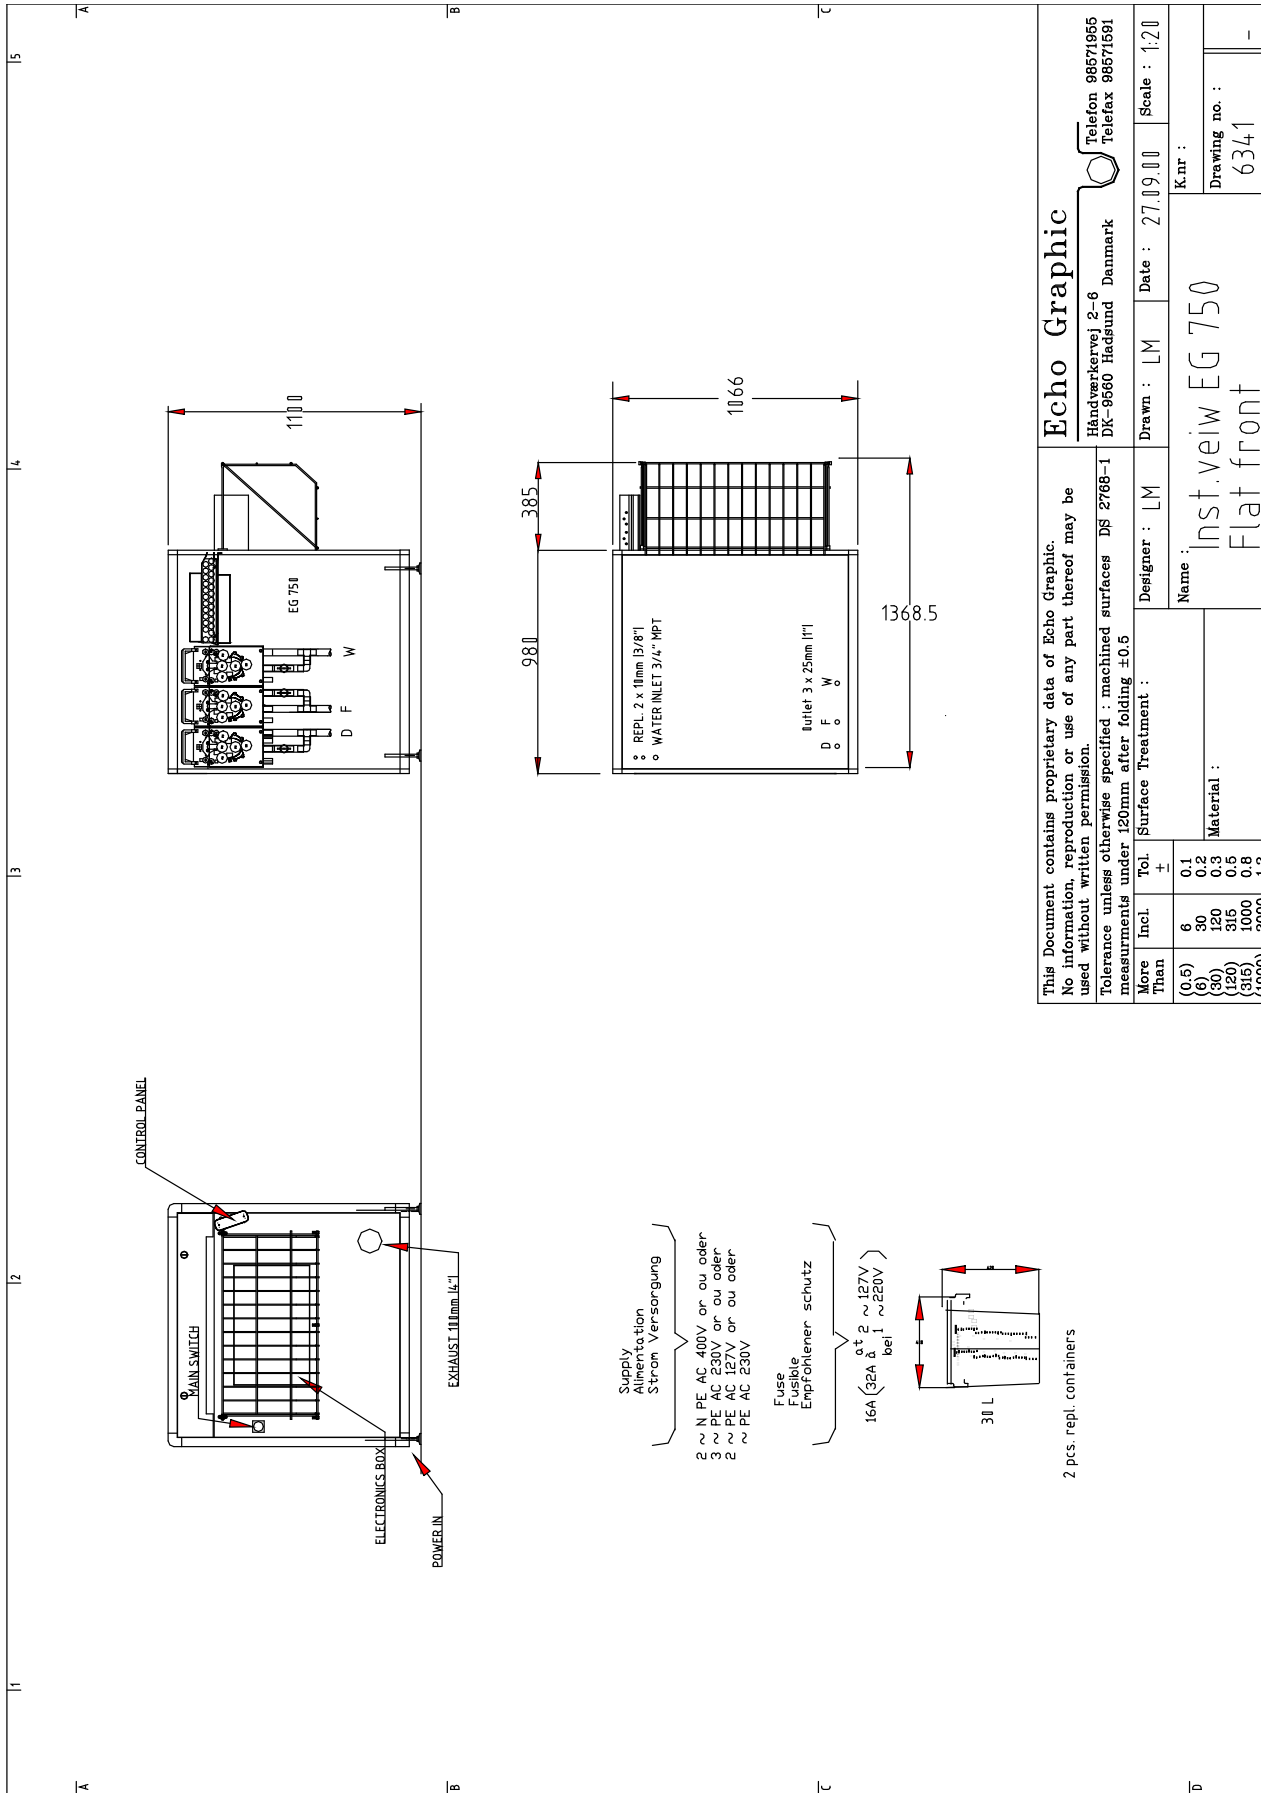 A
B
C
5
4
3
2
1
A
B
C
D
CONTROL PANEL
MAIN SWITCH
ELECTRONICS BOX
POWER IN
EXHAUST 100mm (4")
1100
EG 750
D F W
385
980
1066
1368.5
REPL. 2 x 10mm (3/8")
WATER INLET 3/4" MPT
Outlet 3 x 25mm (1")
D F W
Supply
Alimentation
Strom Versorgung
2 ~ N PE AC 400V or ou oder
3 ~ PE AC 230V or ou oder
2 ~ PE AC 127V or ou oder
~ PE AC 230V
Fuse
Fusible
Empfohlener schutz
16A (32A at à bei 2 ~ 127V 1 ~ 220V)
30 L
2 pcs. repl. containers
This Document contains proprietary data of Echo Graphic.
No information, reproduction or use of any part thereof may be
used without written permission.
Tolerance unless otherwise specified : machined surfaces DS 2768-1
measurments under 120mm after folding ±0.5
Echo Graphic
Håndværkervej 2-6
DK-9560 Hadsund Danmark
Telefon 98571955
Telefax 98571591
More Than Incl. Tol. ±
(0.5) 6 0.1
(6) 30 0.2
(30) 120 0.3
(120) 315 0.5
(315) 1000 0.8
Surface Treatment :
Material :
Designer : LM
Drawn : LM
Date : 27.09.00
Scale : 1:20
Name :
Inst.veiw EG 750
Flat front
K.nr :
Drawing no. :
6341 -